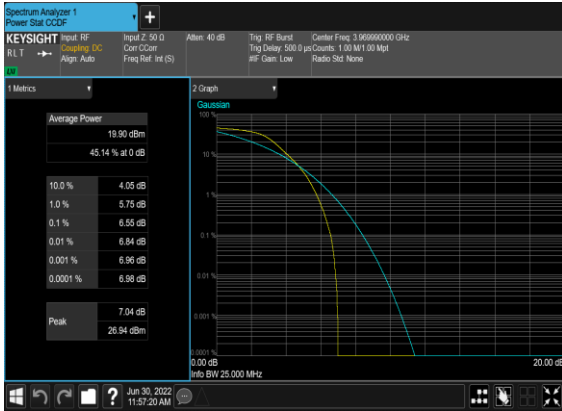 Spectrum Analyzer 1
Power Stat CCDF
KEYSIGHT
RLT
Input: RF
Coupling: DC
Align: Auto
Input Z: 50 Ω
Corr CCorr
Freq Ref: Int (S)
Atten: 40 dB
Trig: RF Burst
Trig Delay: 500.0 µs
#IF Gain: Low
Center Freq: 3.969990000 GHz
Counts: 1.00 M/1.00 Mpt
Radio Std: None
1 Metrics
Average Power
19.90 dBm
45.14 % at 0 dB
10.0 % 4.05 dB
1.0 % 5.75 dB
0.1 % 6.55 dB
0.01 % 6.84 dB
0.001 % 6.96 dB
0.0001 % 6.98 dB
Peak
7.04 dB
26.94 dBm
2 Graph
Gaussian
100 %
10 %
1 %
0.1 %
0.01 %
0.001 %
0.0001 %
0.00 dB
20.00 dB
Info BW 25.000 MHz
Jun 30, 2022
11:57:20 AM